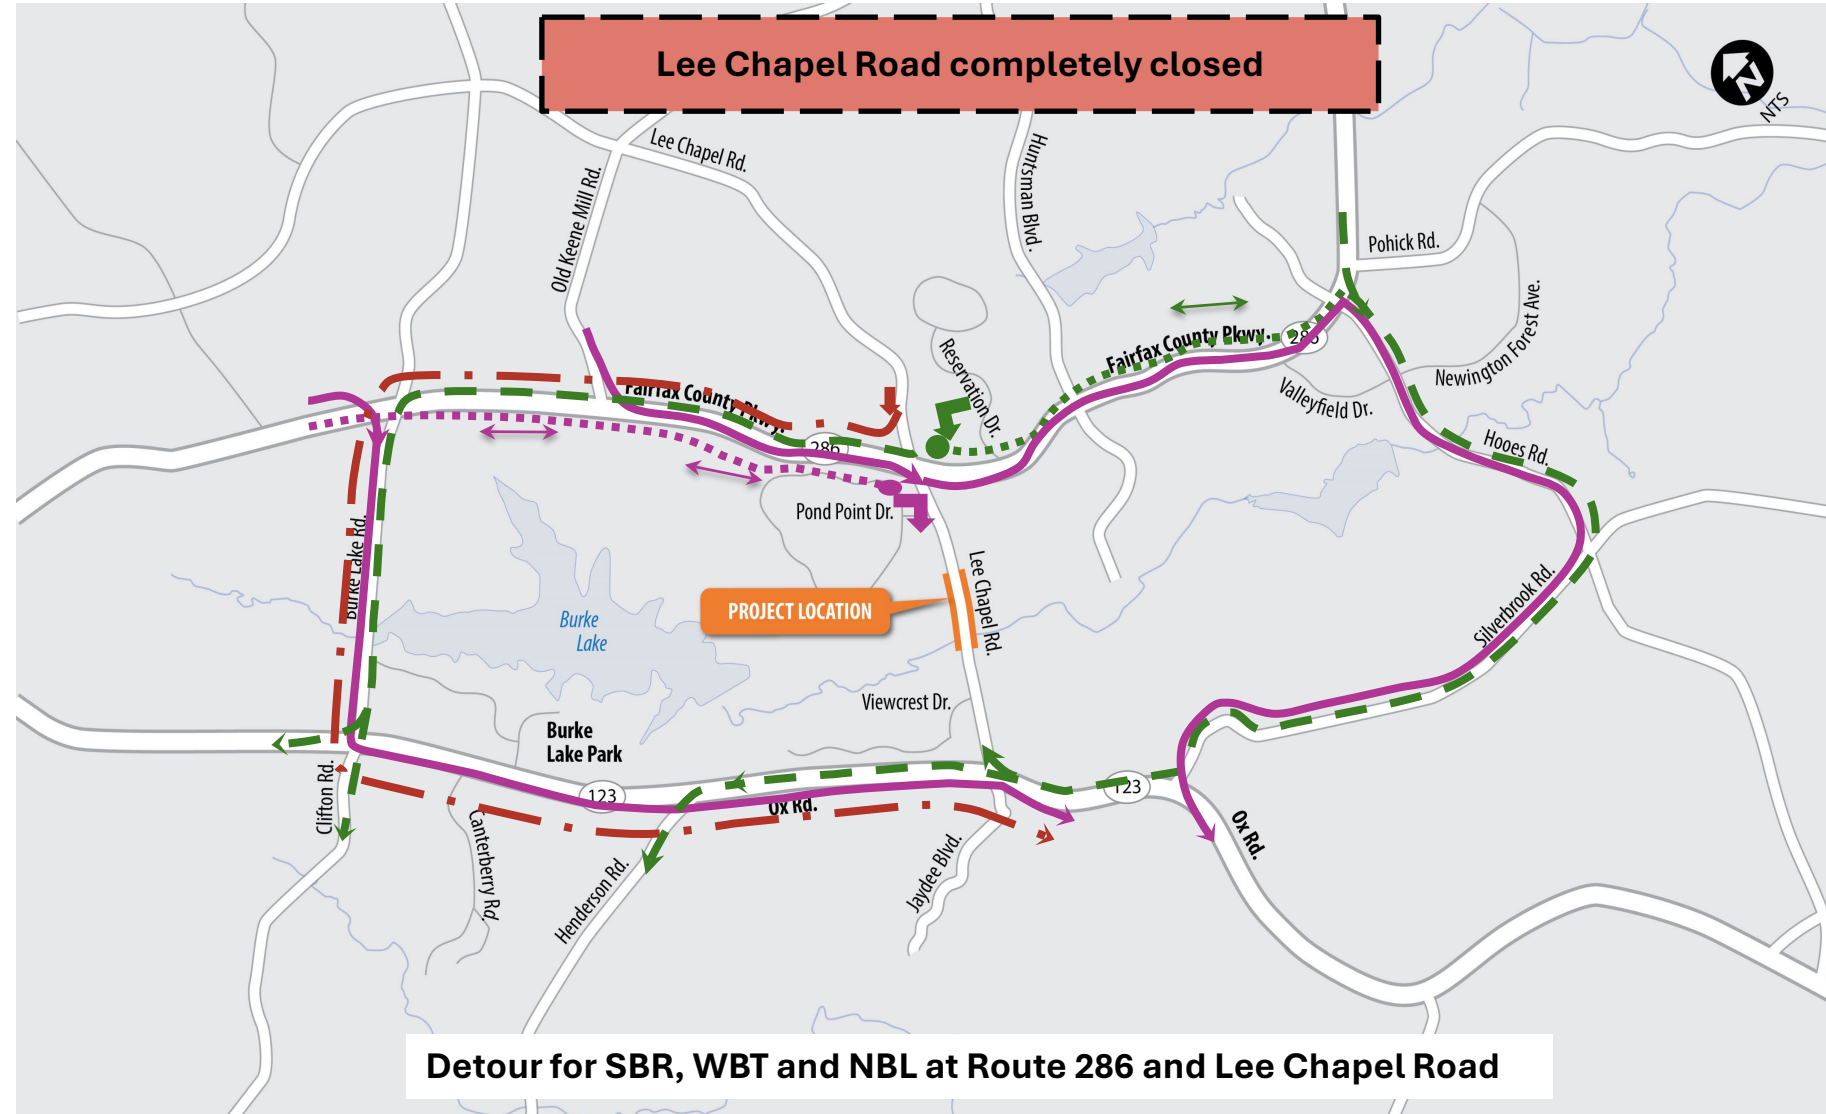 Lee Chapel Road completely closed
N
NTS
Lee Chapel Rd.
Huntsman Blvd.
Old Keene Mill Rd.
Pohick Rd.
Newington Forest Ave.
Fairfax County Pkwy.
286
Reservation Dr.
Valleyfield Dr.
Fairfax County Pkwy.
286
Hooes Rd.
Pond Point Dr.
Burke Lake Rd.
Lee Chapel Rd.
PROJECT LOCATION
Burke
Lake
Silverbrook Rd.
Viewcrest Dr.
Burke
Lake Park
123
Ox Rd.
123
Clifton Rd.
Canterberry Rd.
Henderson Rd.
Jaydee Blvd.
Ox Rd.
Detour for SBR, WBT and NBL at Route 286 and Lee Chapel Road